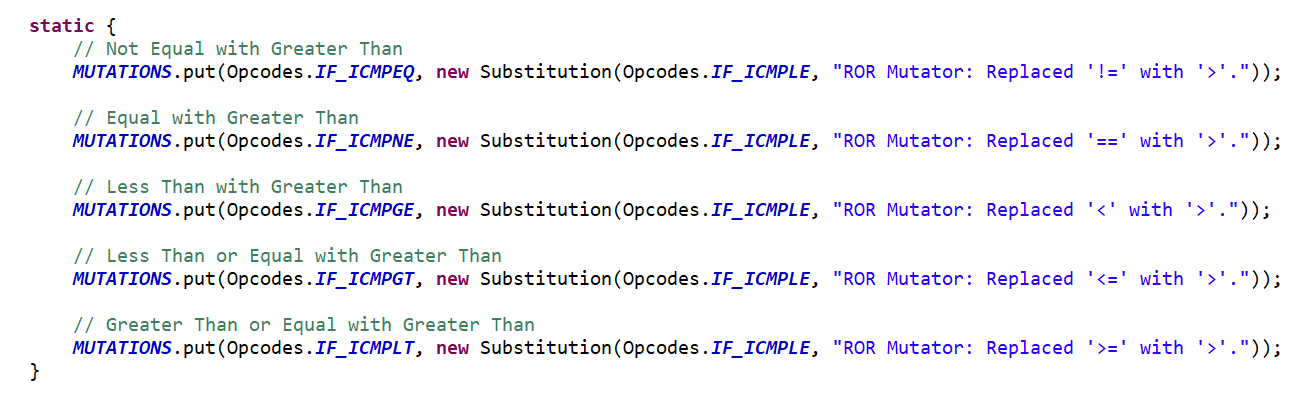 static {
// Not Equal with Greater Than
MUTATIONS.put(Opcodes.IF_ICMPEQ, new Substitution(Opcodes.IF_ICMPLE, "ROR Mutator: Replaced '!=' with '>'."));
// Equal with Greater Than
MUTATIONS.put(Opcodes.IF_ICMPNE, new Substitution(Opcodes.IF_ICMPLE, "ROR Mutator: Replaced '==' with '>'."));
// Less Than with Greater Than
MUTATIONS.put(Opcodes.IF_ICMPGE, new Substitution(Opcodes.IF_ICMPLE, "ROR Mutator: Replaced '<' with '>'."));
// Less Than or Equal with Greater Than
MUTATIONS.put(Opcodes.IF_ICMPGT, new Substitution(Opcodes.IF_ICMPLE, "ROR Mutator: Replaced '<=' with '>'."));
// Greater Than or Equal with Greater Than
MUTATIONS.put(Opcodes.IF_ICMPLT, new Substitution(Opcodes.IF_ICMPLE, "ROR Mutator: Replaced '>=' with '>'."));
}